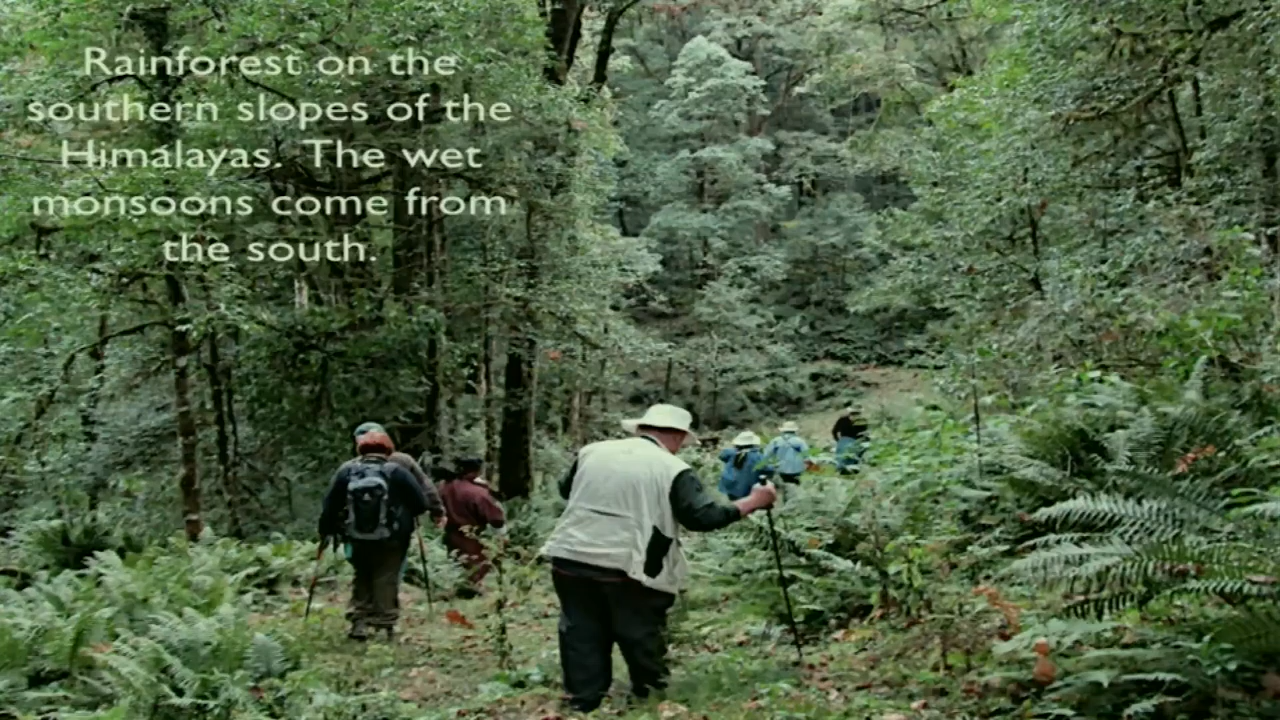 Rainforest on the
southern slopes of the
Himalayas. The wet
monsoons come from
the south.